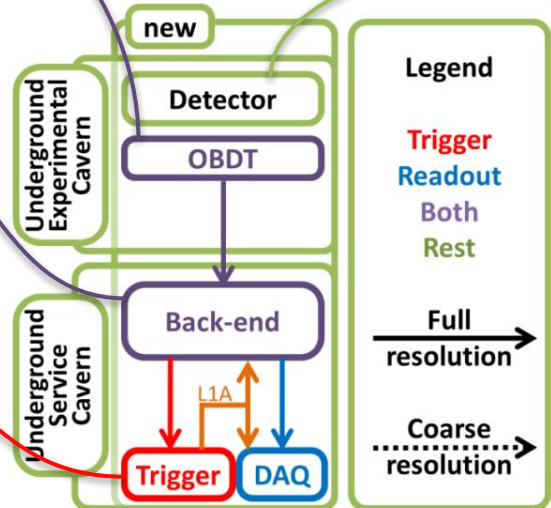 new
Underground
Experimental
Cavern
Detector
OBDT
Underground
Service
Cavern
Back-end
L1A
Trigger
DAQ
Legend
Trigger
Readout
Both
Rest
Full
resolution
Coarse
resolution